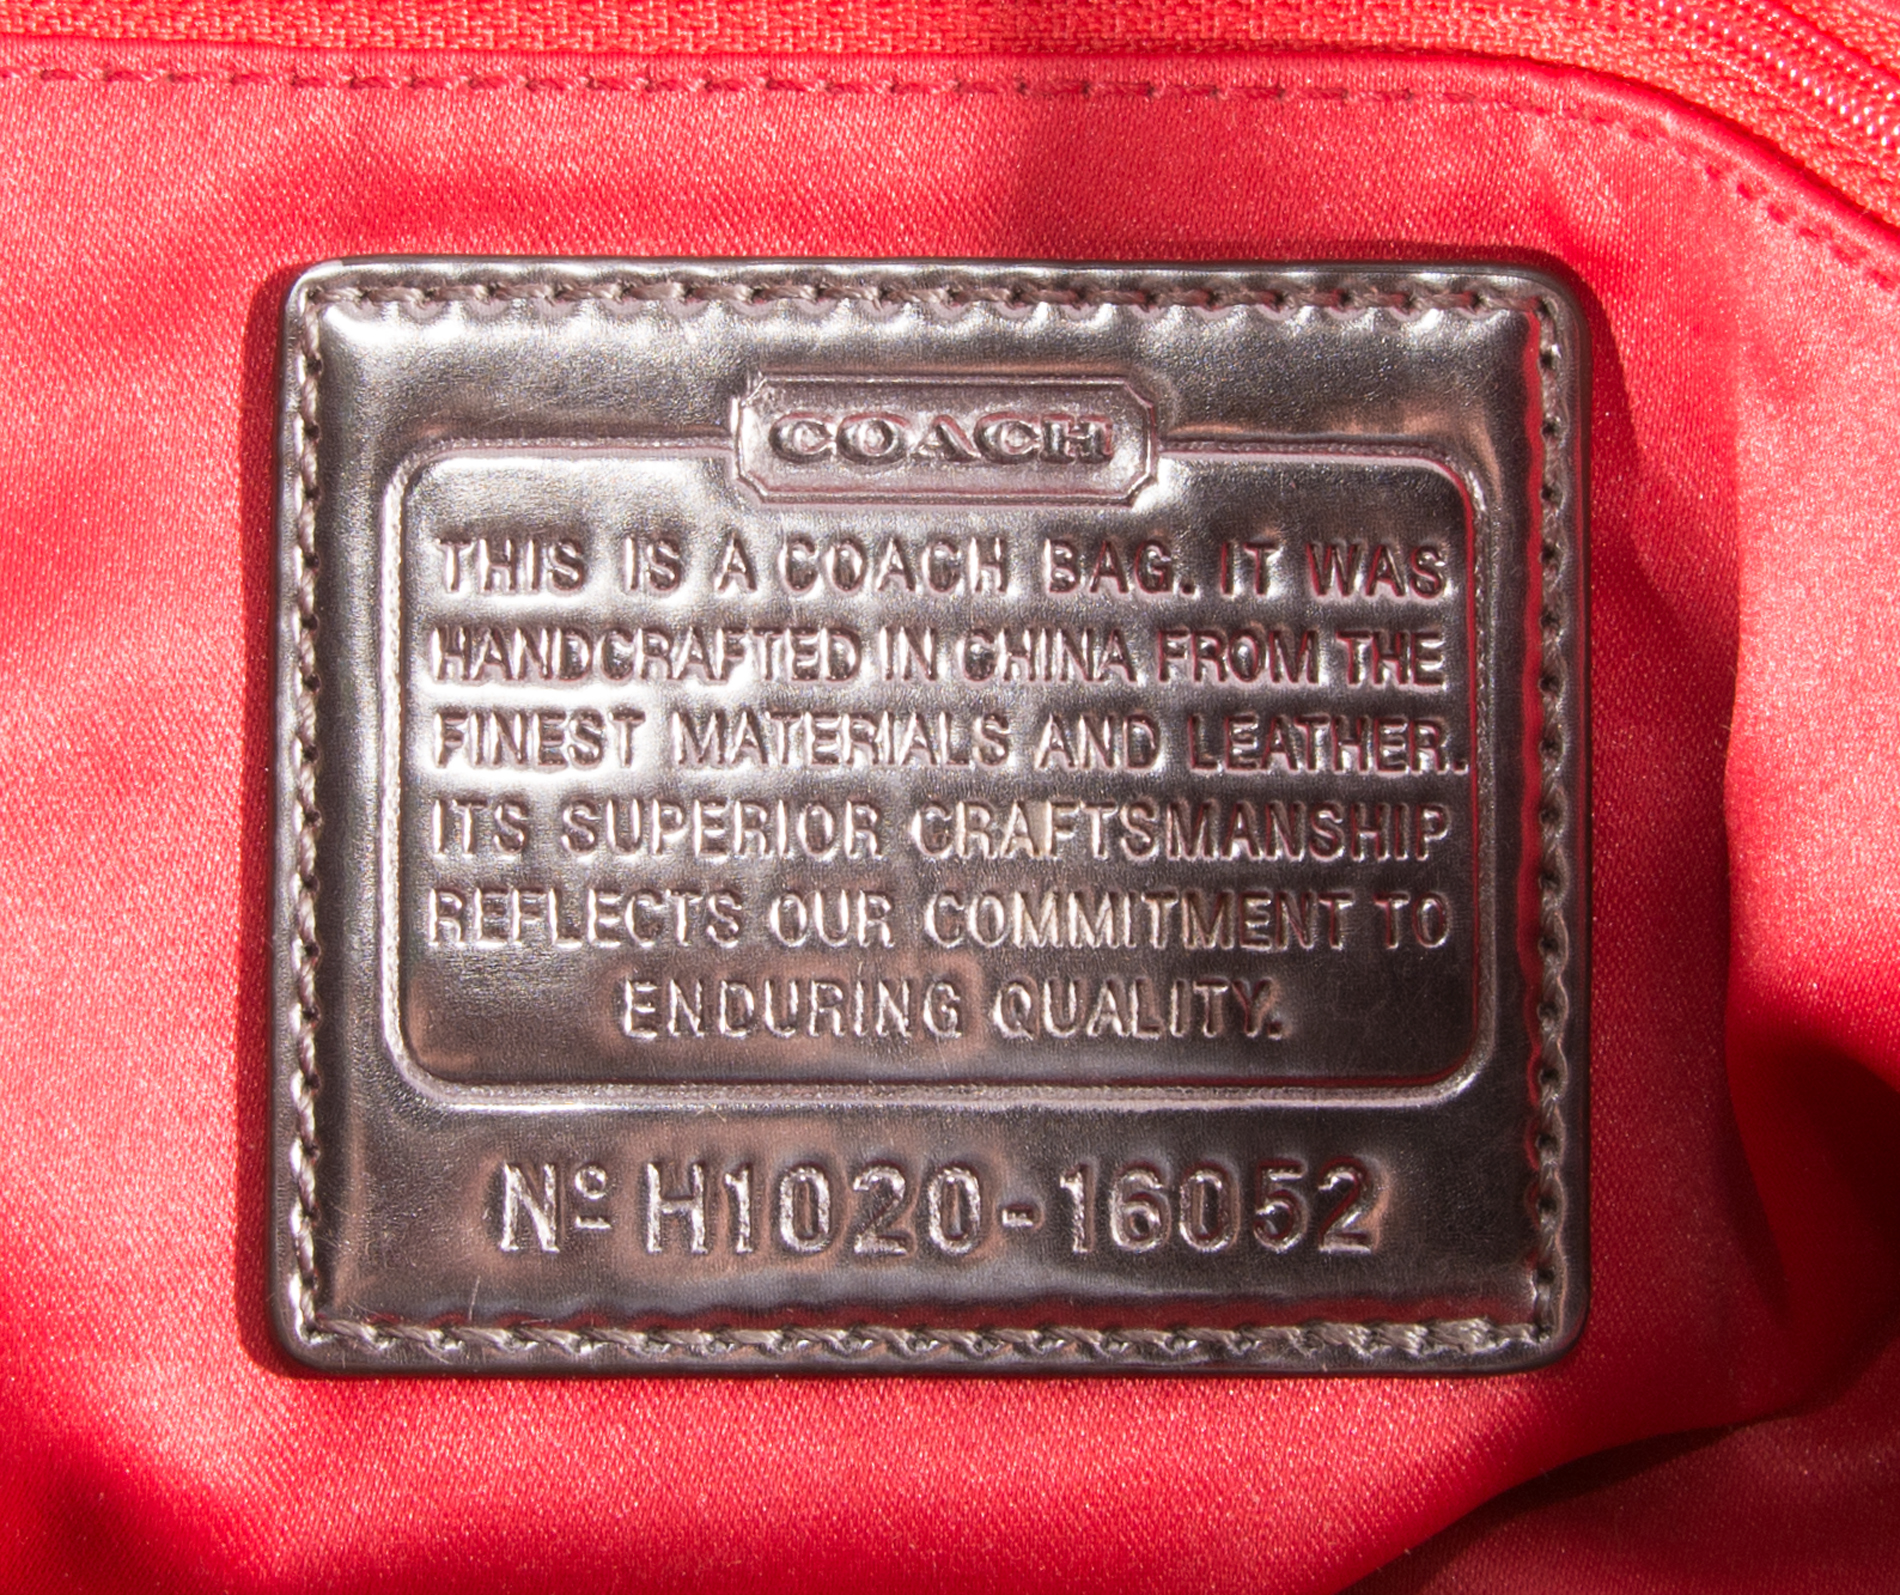 COACH
THIS IS A COACH BAG. IT WAS
HANDCRAFTED IN CHINA FROM THE
FINEST MATERIALS AND LEATHER.
ITS SUPERIOR CRAFTSMANSHIP
REFLECTS OUR COMMITMENT TO
ENDURING QUALITY.
Nº H1020-16052